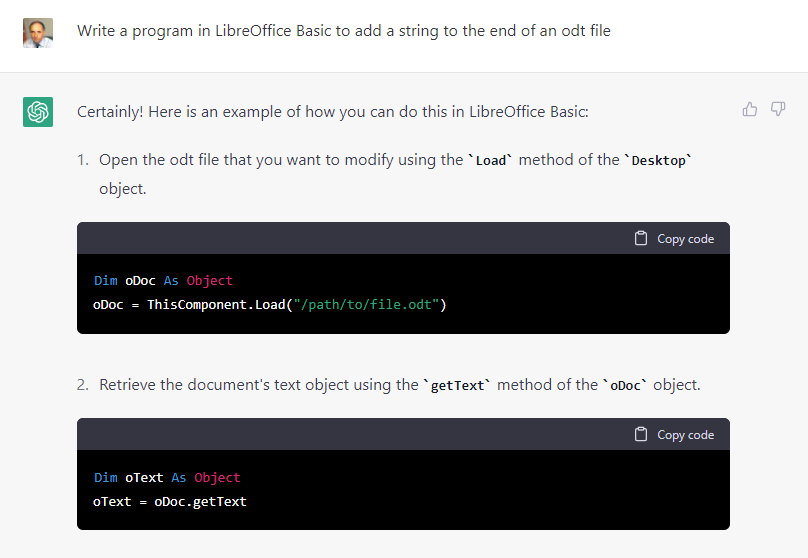 Write a program in LibreOffice Basic to add a string to the end of an odt file
Certainly! Here is an example of how you can do this in LibreOffice Basic:
1. Open the odt file that you want to modify using the `Load` method of the `Desktop`
object.
Copy code
Dim oDoc As Object
oDoc = ThisComponent.Load("/path/to/file.odt")
2. Retrieve the document's text object using the `getText` method of the `oDoc` object.
Copy code
Dim oText As Object
oText = oDoc.getText